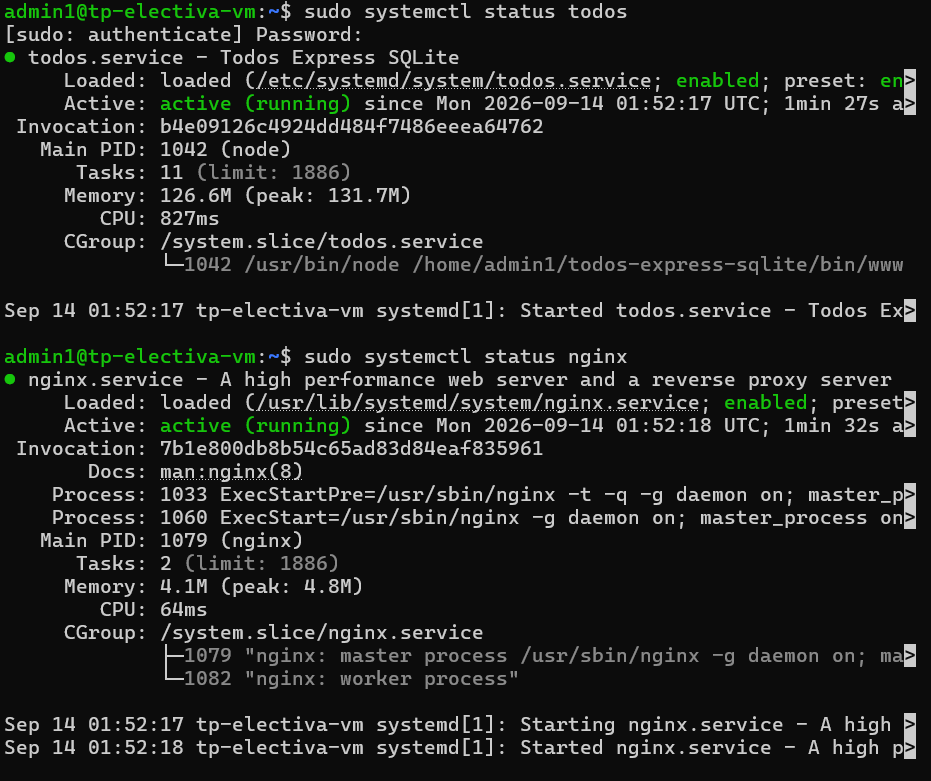 admin1@tp-electiva-vm:~$ sudo systemctl status todos
[sudo: authenticate] Password:
● todos.service - Todos Express SQLite
     Loaded: loaded (/etc/systemd/system/todos.service; enabled; preset: en>
     Active: active (running) since Mon 2026-09-14 01:52:17 UTC; 1min 27s a>
 Invocation: b4e09126c4924dd484f7486eeea64762
   Main PID: 1042 (node)
      Tasks: 11 (limit: 1886)
     Memory: 126.6M (peak: 131.7M)
        CPU: 827ms
     CGroup: /system.slice/todos.service
             └─1042 /usr/bin/node /home/admin1/todos-express-sqlite/bin/www
Sep 14 01:52:17 tp-electiva-vm systemd[1]: Started todos.service - Todos Ex>
admin1@tp-electiva-vm:~$ sudo systemctl status nginx
● nginx.service - A high performance web server and a reverse proxy server
     Loaded: loaded (/usr/lib/systemd/system/nginx.service; enabled; preset>
     Active: active (running) since Mon 2026-09-14 01:52:18 UTC; 1min 32s a>
 Invocation: 7b1e800db8b54c65ad83d84eaf835961
       Docs: man:nginx(8)
    Process: 1033 ExecStartPre=/usr/sbin/nginx -t -q -g daemon on; master_p>
    Process: 1060 ExecStart=/usr/sbin/nginx -g daemon on; master_process on>
   Main PID: 1079 (nginx)
      Tasks: 2 (limit: 1886)
     Memory: 4.1M (peak: 4.8M)
        CPU: 64ms
     CGroup: /system.slice/nginx.service
             ├─1079 "nginx: master process /usr/sbin/nginx -g daemon on; ma>
             └─1082 "nginx: worker process"
Sep 14 01:52:17 tp-electiva-vm systemd[1]: Starting nginx.service - A high >
Sep 14 01:52:18 tp-electiva-vm systemd[1]: Started nginx.service - A high p>